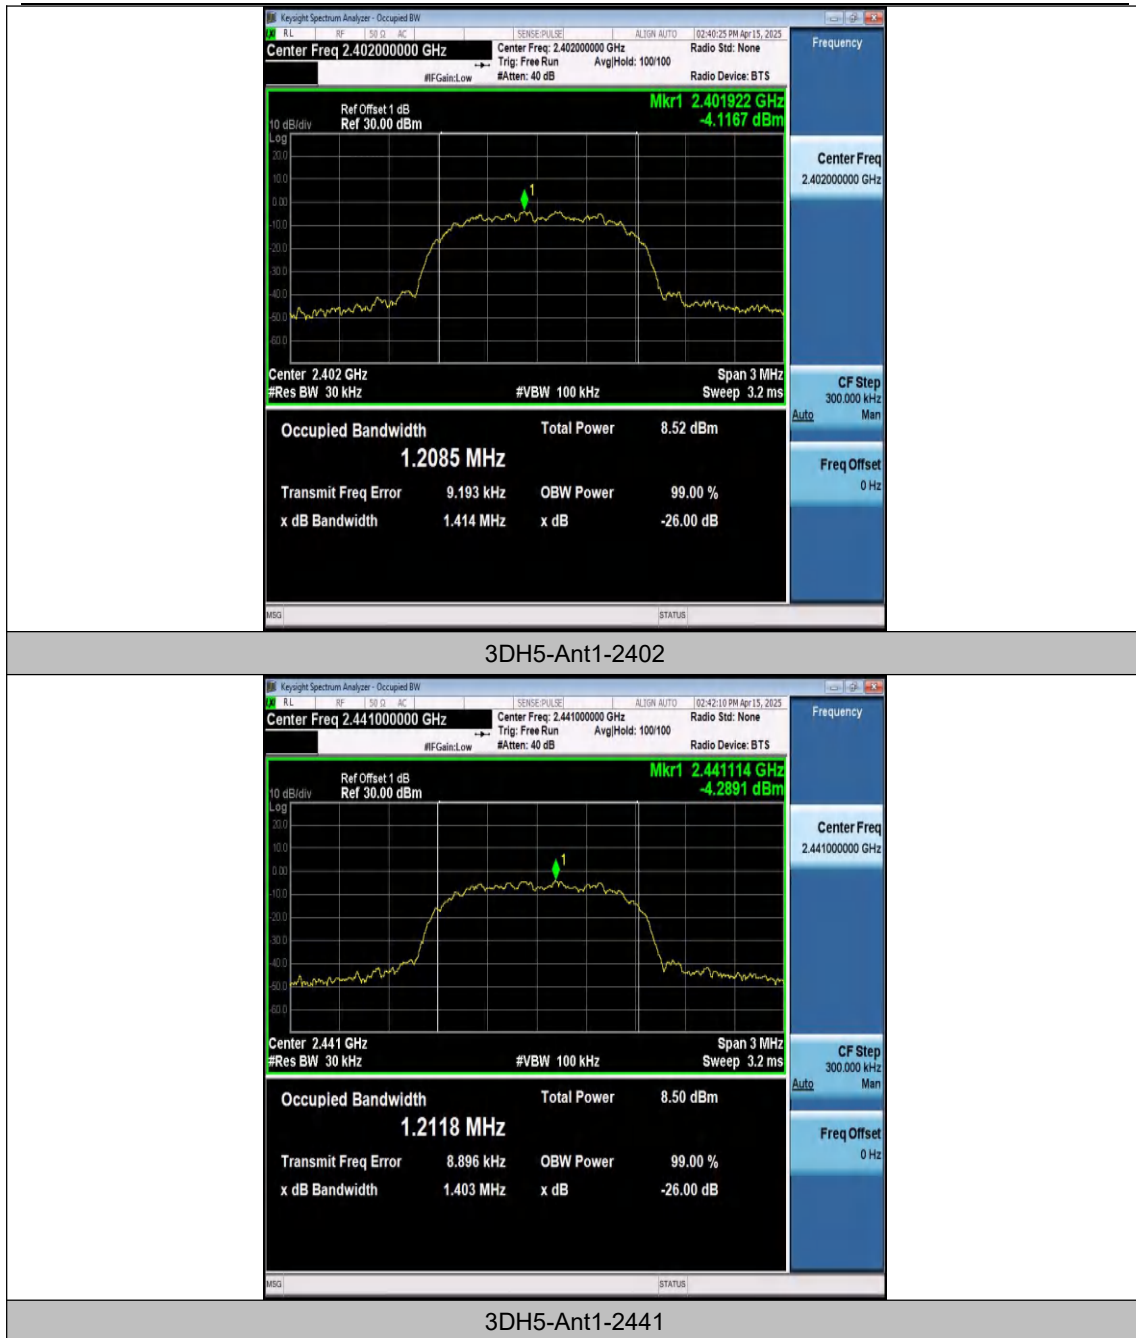 Keysight Spectrum Analyzer - Occupied BW
RL RF 50 Ω AC SENSE:PULSE ALIGN AUTO 02:40:25 PM Apr 15, 2025
Center Freq 2.402000000 GHz Center Freq: 2.402000000 GHz Radio Std: None Frequency
Trig: Free Run Avg|Hold: 100/100
#IFGain:Low #Atten: 40 dB Radio Device: BTS
Mkr1 2.401922 GHz
Ref Offset 1 dB
10 dB/div Ref 30.00 dBm -4.1167 dBm
Log
20.0
10.0
0.00
-10.0
-20.0
-30.0
-40.0
-50.0
-60.0
1
Center Freq
2.402000000 GHz
Center 2.402 GHz Span 3 MHz
#Res BW 30 kHz #VBW 100 kHz Sweep 3.2 ms
CF Step
300.000 kHz
Auto Man
Occupied Bandwidth Total Power 8.52 dBm
1.2085 MHz
Transmit Freq Error 9.193 kHz OBW Power 99.00 %
x dB Bandwidth 1.414 MHz x dB -26.00 dB
Freq Offset
0 Hz
MSG STATUS
3DH5-Ant1-2402
Keysight Spectrum Analyzer - Occupied BW
RL RF 50 Ω AC SENSE:PULSE ALIGN AUTO 02:42:10 PM Apr 15, 2025
Center Freq 2.441000000 GHz Center Freq: 2.441000000 GHz Radio Std: None Frequency
Trig: Free Run Avg|Hold: 100/100
#IFGain:Low #Atten: 40 dB Radio Device: BTS
Mkr1 2.441114 GHz
Ref Offset 1 dB
10 dB/div Ref 30.00 dBm -4.2891 dBm
Log
20.0
10.0
0.00
-10.0
-20.0
-30.0
-40.0
-50.0
-60.0
1
Center Freq
2.441000000 GHz
Center 2.441 GHz Span 3 MHz
#Res BW 30 kHz #VBW 100 kHz Sweep 3.2 ms
CF Step
300.000 kHz
Auto Man
Occupied Bandwidth Total Power 8.50 dBm
1.2118 MHz
Transmit Freq Error 8.896 kHz OBW Power 99.00 %
x dB Bandwidth 1.403 MHz x dB -26.00 dB
Freq Offset
0 Hz
MSG STATUS
3DH5-Ant1-2441